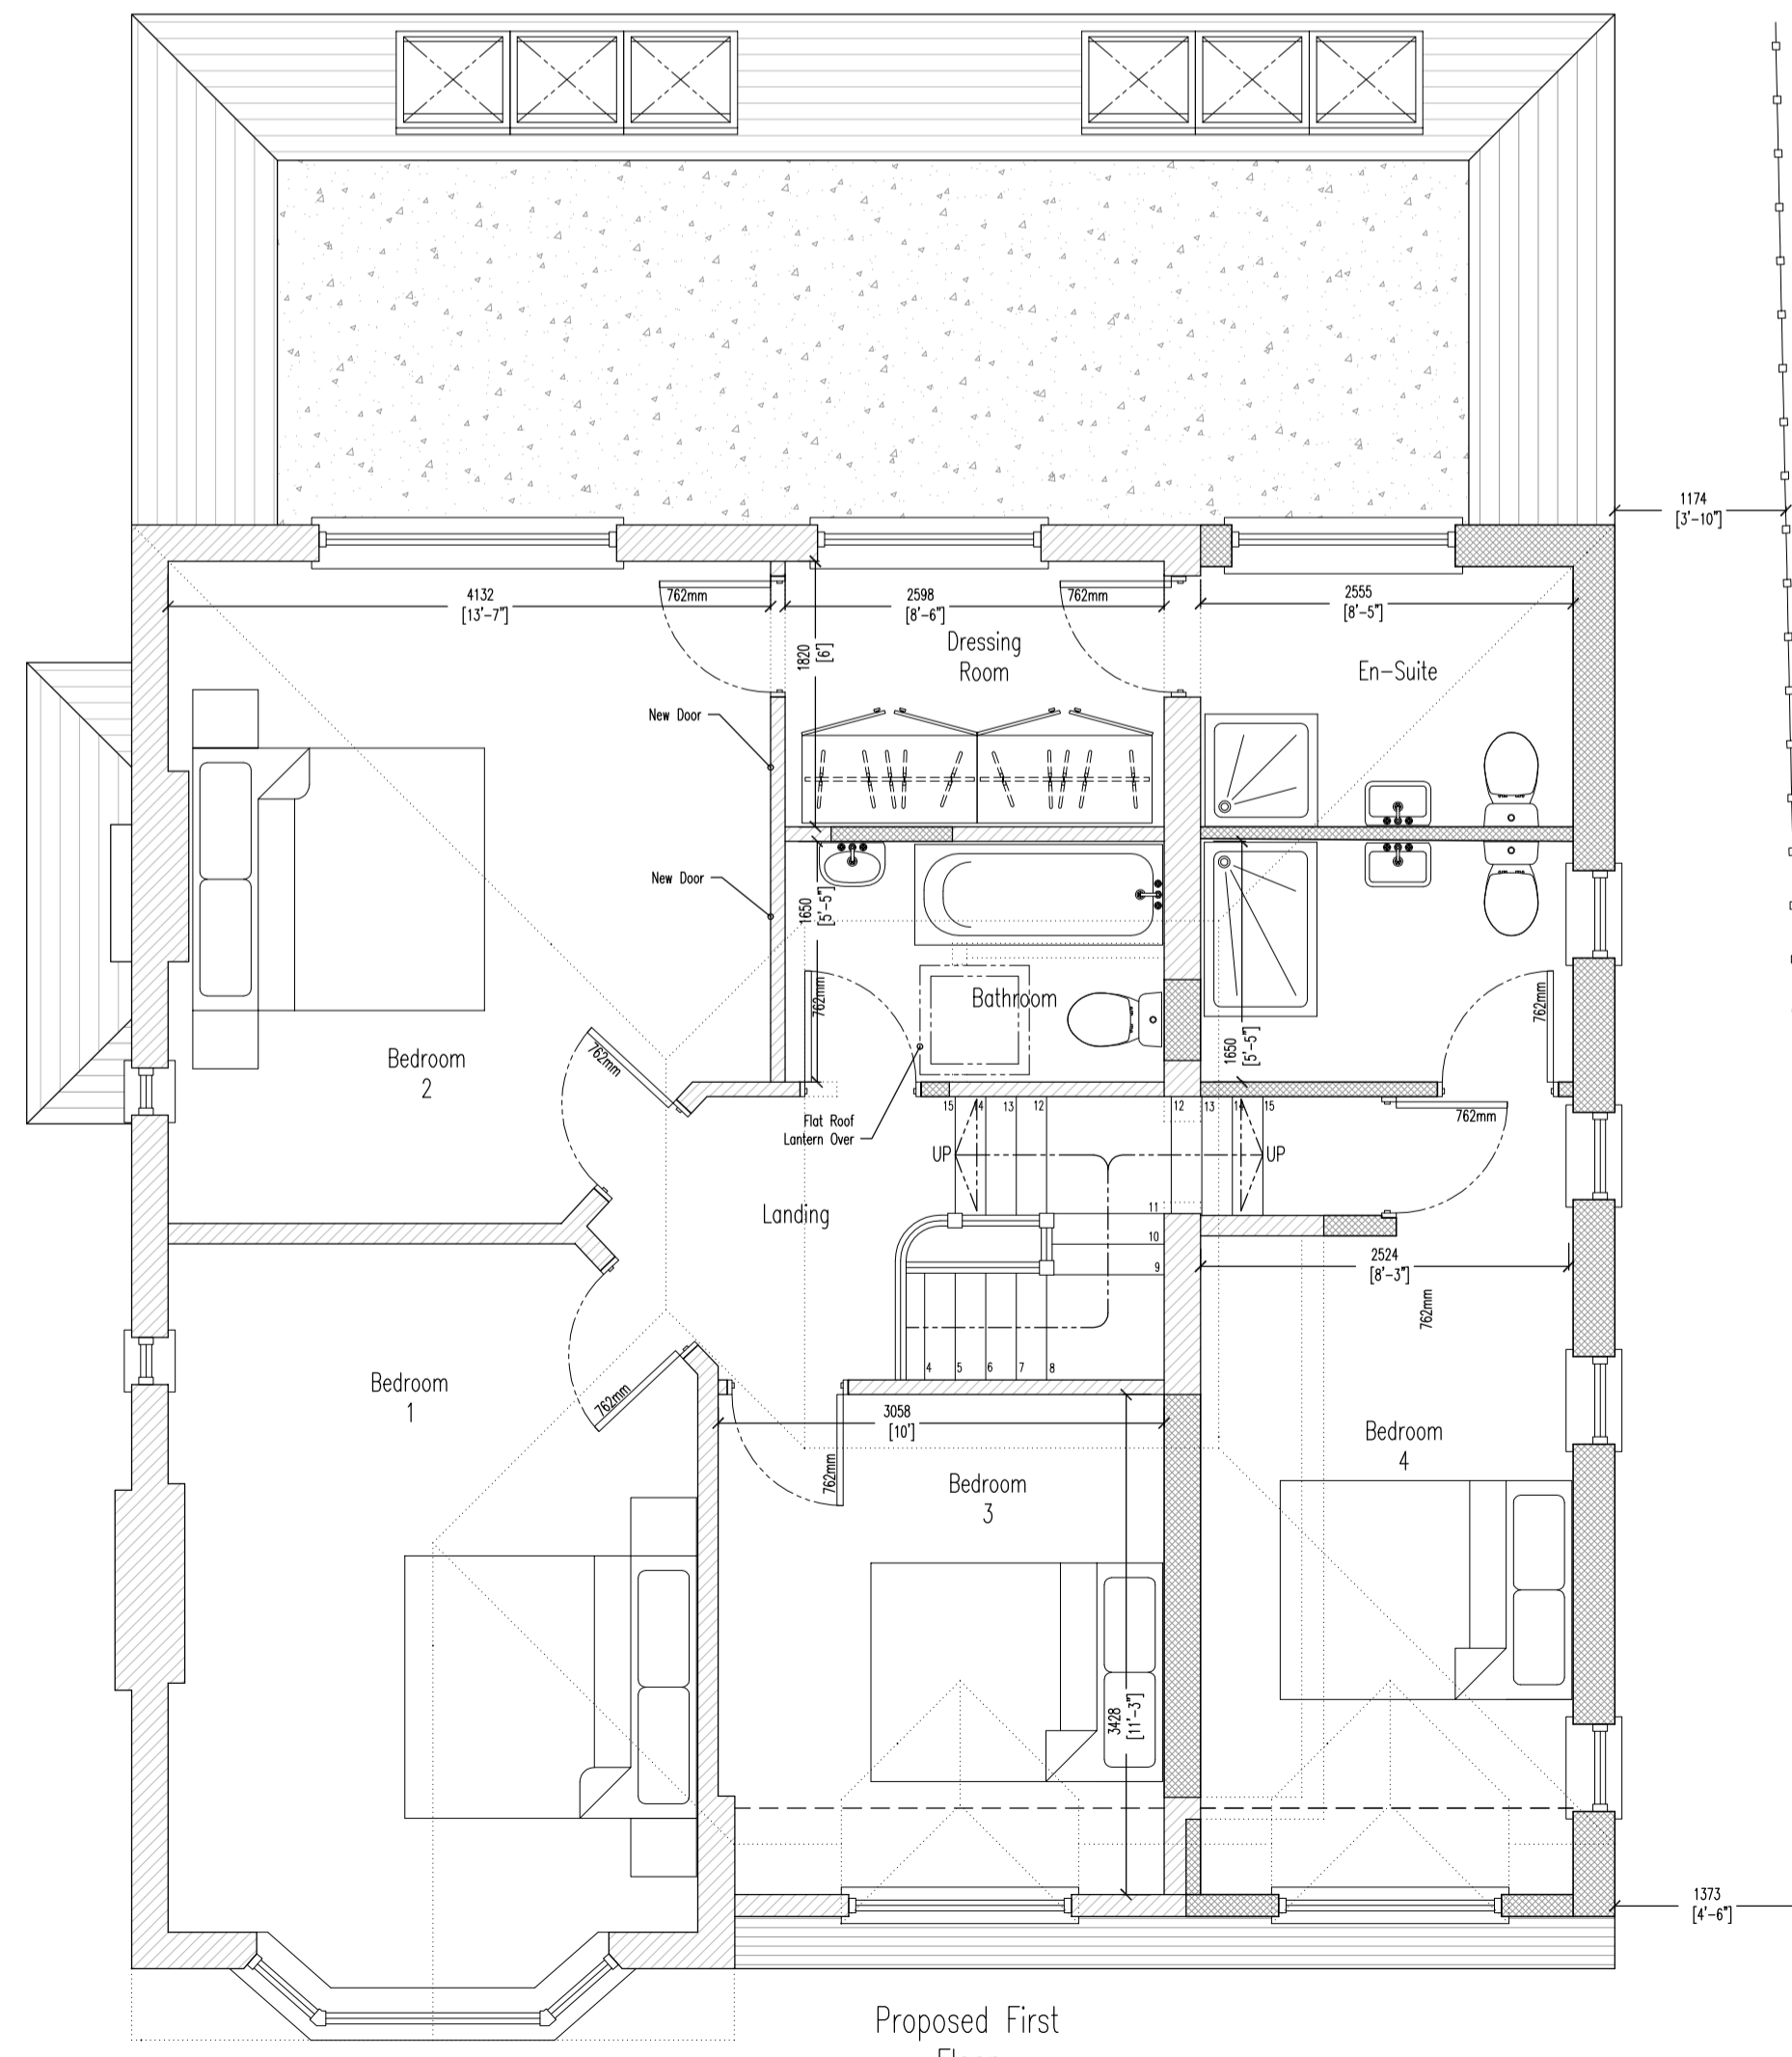 1174
[3'-10"]
4132
[13'-7"]
762mm
2598
[8'-6"]
762mm
2555
[8'-5"]
1820
[6']
Dressing
Room
En-Suite
New Door
New Door
1650
[5'-5"]
762mm
Bathroom
762mm
1650
[5'-5"]
762mm
Bedroom
2
Flat Roof
Lantern Over
15
14
13
12
12
13
14
15
762mm
UP
UP
Landing
11
10
9
2524
[8'-3"]
762mm
4
5
6
7
8
Bedroom
1
762mm
3058
[10']
762mm
Bedroom
3
Bedroom
4
3428
[11'-3"]
1373
[4'-6"]
Proposed First
Floor